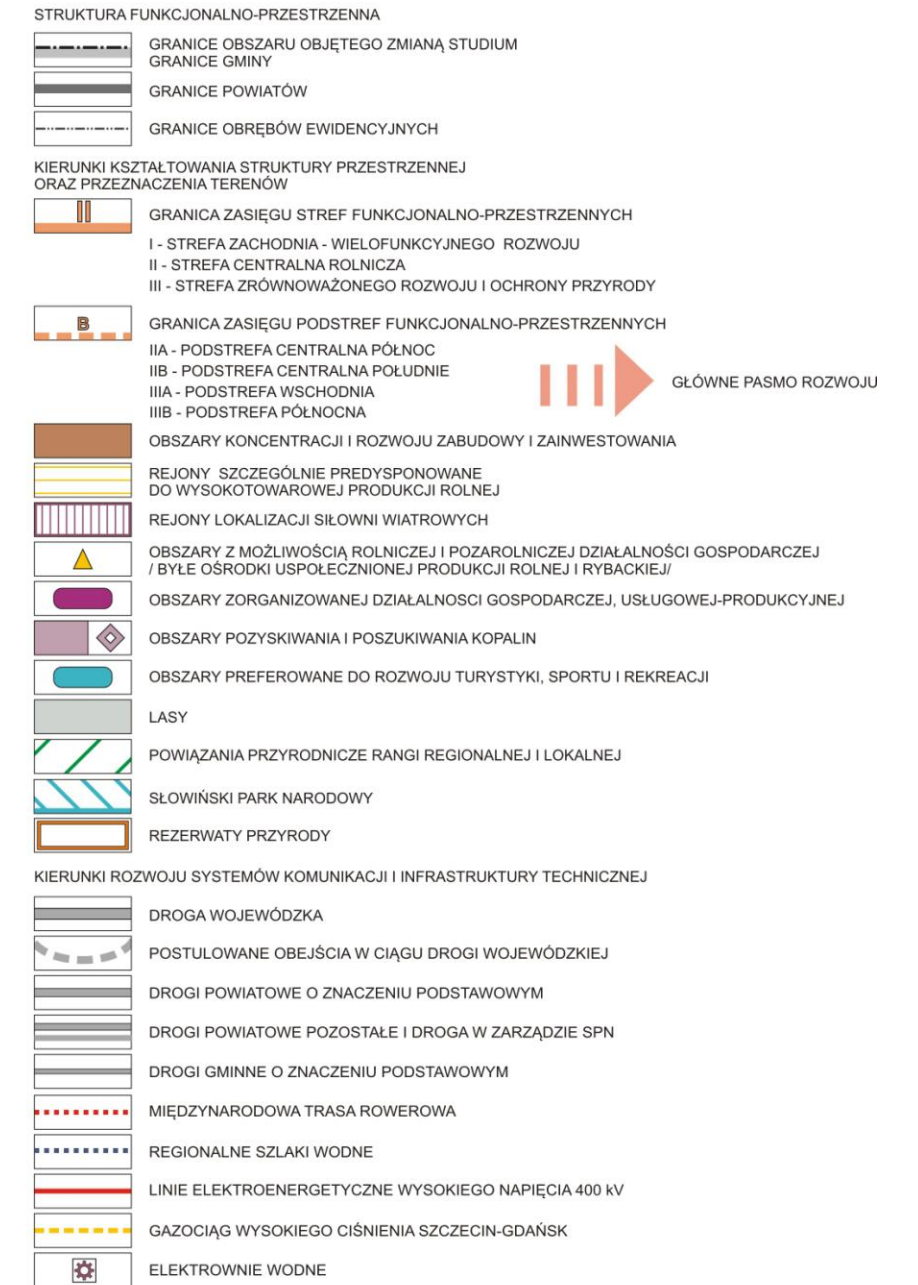 STRUKTURA FUNKCJONALNO-PRZESTRZENNA
GRANICE OBSZARU OBJĘTEGO ZMIANĄ STUDIUM
GRANICE GMINY
GRANICE POWIATÓW
GRANICE OBRĘBÓW EWIDENCYJNYCH
KIERUNKI KSZTAŁTOWANIA STRUKTURY PRZESTRZENNEJ
ORAZ PRZEZNACZENIA TERENÓW
II
GRANICA ZASIĘGU STREF FUNKCJONALNO-PRZESTRZENNYCH
I - STREFA ZACHODNIA - WIELOFUNKCYJNEGO ROZWOJU
II - STREFA CENTRALNA ROLNICZA
III - STREFA ZRÓWNOWAŻONEGO ROZWOJU I OCHRONY PRZYRODY
B
GRANICA ZASIĘGU PODSTREF FUNKCJONALNO-PRZESTRZENNYCH
IIA - PODSTREFA CENTRALNA PÓŁNOC
IIB - PODSTREFA CENTRALNA POŁUDNIE
IIIA - PODSTREFA WSCHODNIA
IIIB - PODSTREFA PÓŁNOCNA
GŁÓWNE PASMO ROZWOJU
OBSZARY KONCENTRACJI I ROZWOJU ZABUDOWY I ZAINWESTOWANIA
REJONY SZCZEGÓLNIE PREDYSPONOWANE
DO WYSOKOTOWAROWEJ PRODUKCJI ROLNEJ
REJONY LOKALIZACJI SIŁOWNI WIATROWYCH
OBSZARY Z MOŻLIWOŚCIĄ ROLNICZEJ I POZAROLNICZEJ DZIAŁALNOŚCI GOSPODARCZEJ
/ BYŁE OŚRODKI USPOŁECZNIONEJ PRODUKCJI ROLNEJ I RYBACKIEJ/
OBSZARY ZORGANIZOWANEJ DZIAŁALNOSCI GOSPODARCZEJ, USŁUGOWEJ-PRODUKCYJNEJ
OBSZARY POZYSKIWANIA I POSZUKIWANIA KOPALIN
OBSZARY PREFEROWANE DO ROZWOJU TURYSTYKI, SPORTU I REKREACJI
LASY
POWIĄZANIA PRZYRODNICZE RANGI REGIONALNEJ I LOKALNEJ
SŁOWIŃSKI PARK NARODOWY
REZERWATY PRZYRODY
KIERUNKI ROZWOJU SYSTEMÓW KOMUNIKACJI I INFRASTRUKTURY TECHNICZNEJ
DROGA WOJEWÓDZKA
POSTULOWANE OBEJŚCIA W CIĄGU DROGI WOJEWÓDZKIEJ
DROGI POWIATOWE O ZNACZENIU PODSTAWOWYM
DROGI POWIATOWE POZOSTAŁE I DROGA W ZARZĄDZIE SPN
DROGI GMINNE O ZNACZENIU PODSTAWOWYM
MIĘDZYNARODOWA TRASA ROWEROWA
REGIONALNE SZLAKI WODNE
LINIE ELEKTROENERGETYCZNE WYSOKIEGO NAPIĘCIA 400 kV
GAZOCIĄG WYSOKIEGO CIŚNIENIA SZCZECIN-GDAŃSK
ELEKTROWNIE WODNE